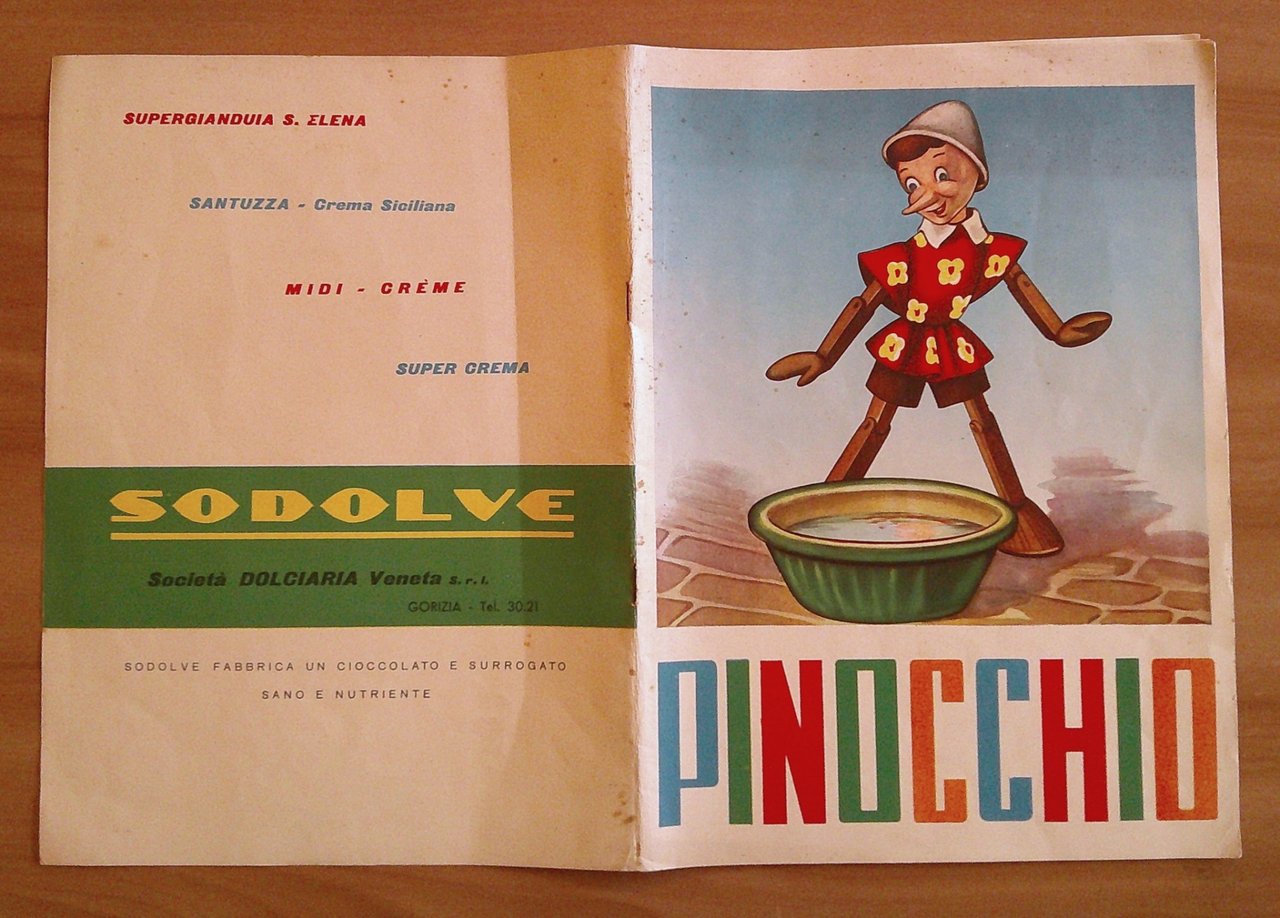 SUPERGIANDUIA S. ΣLENA
SANTUZZA - Crema Siciliana
MIDI - CRÈME
SUPER CREMA
SODOLVE
Società DOLCIARIA Veneta s.r.l.
GORIZIA - Tel. 30.21
SODOLVE FABBRICA UN CIOCCOLATO E SURROGATO
SANO E NUTRIENTE
PINOCCHIO